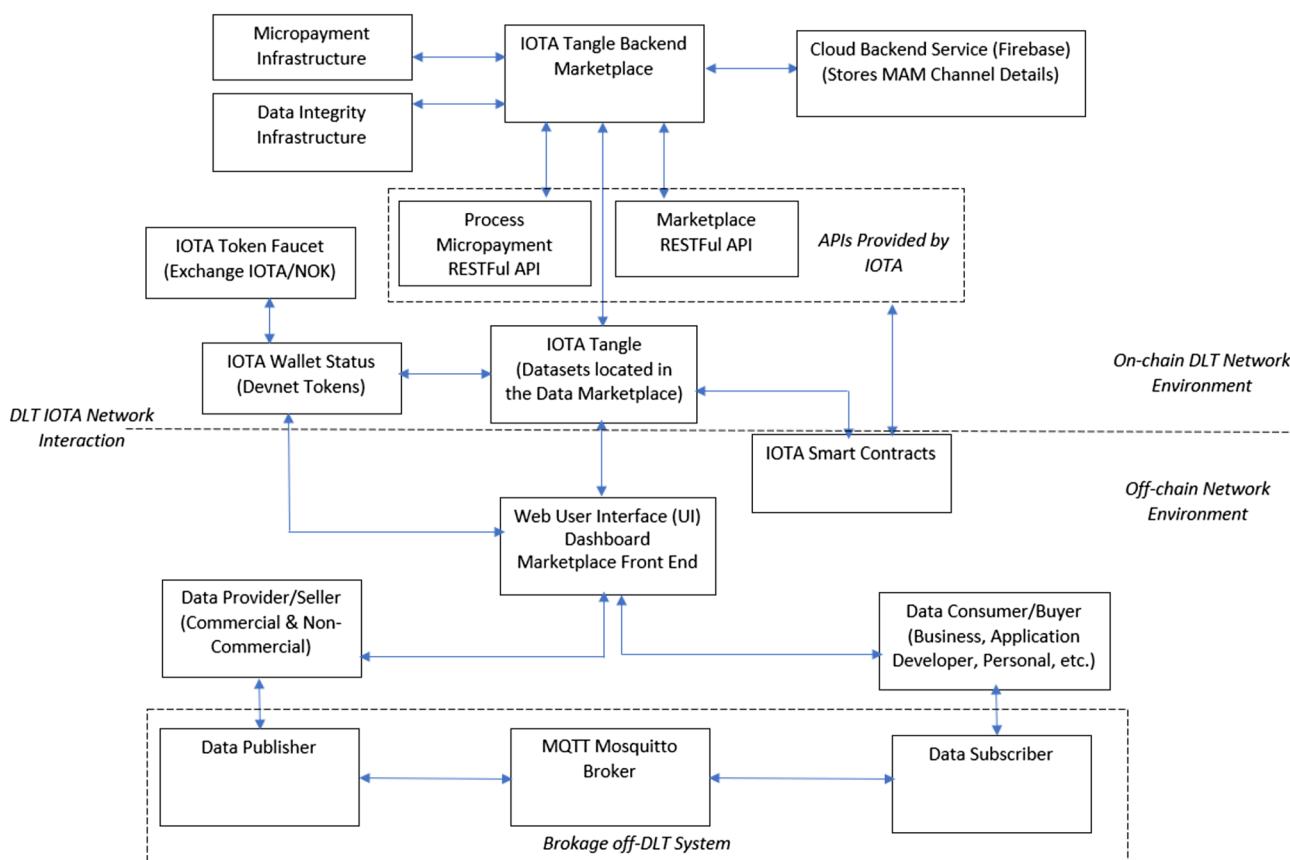 Micropayment
Infrastructure
IOTA Tangle Backend
Marketplace
Cloud Backend Service (Firebase)
(Stores MAM Channel Details)
Data Integrity
Infrastructure
Process
Micropayment
RESTFul API
Marketplace
RESTFul API
APIs Provided by
IOTA
IOTA Token Faucet
(Exchange IOTA/NOK)
IOTA Wallet Status
(Devnet Tokens)
IOTA Tangle
(Datasets located in
the Data Marketplace)
On-chain DLT Network
Environment
DLT IOTA Network
Interaction
IOTA Smart Contracts
Off-chain Network
Environment
Web User Interface (UI)
Dashboard
Marketplace Front End
Data Provider/Seller
(Commercial & Non-
Commercial)
Data Consumer/Buyer
(Business, Application
Developer, Personal, etc.)
Data Publisher
MQTT Mosquitto
Broker
Data Subscriber
Brokage off-DLT System